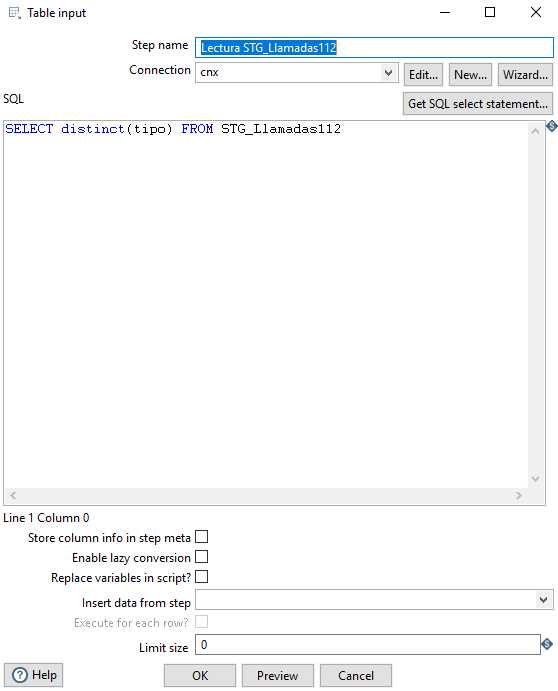 Table input
Step name Lectura STG_Llamadas112
Connection cnx Edit... New... Wizard...
SQL Get SQL select statement...
SELECT distinct(tipo) FROM STG_Llamadas112
Line 1 Column 0
Store column info in step meta
Enable lazy conversion
Replace variables in script?
Insert data from step
Execute for each row?
Limit size 0
Help OK Preview Cancel